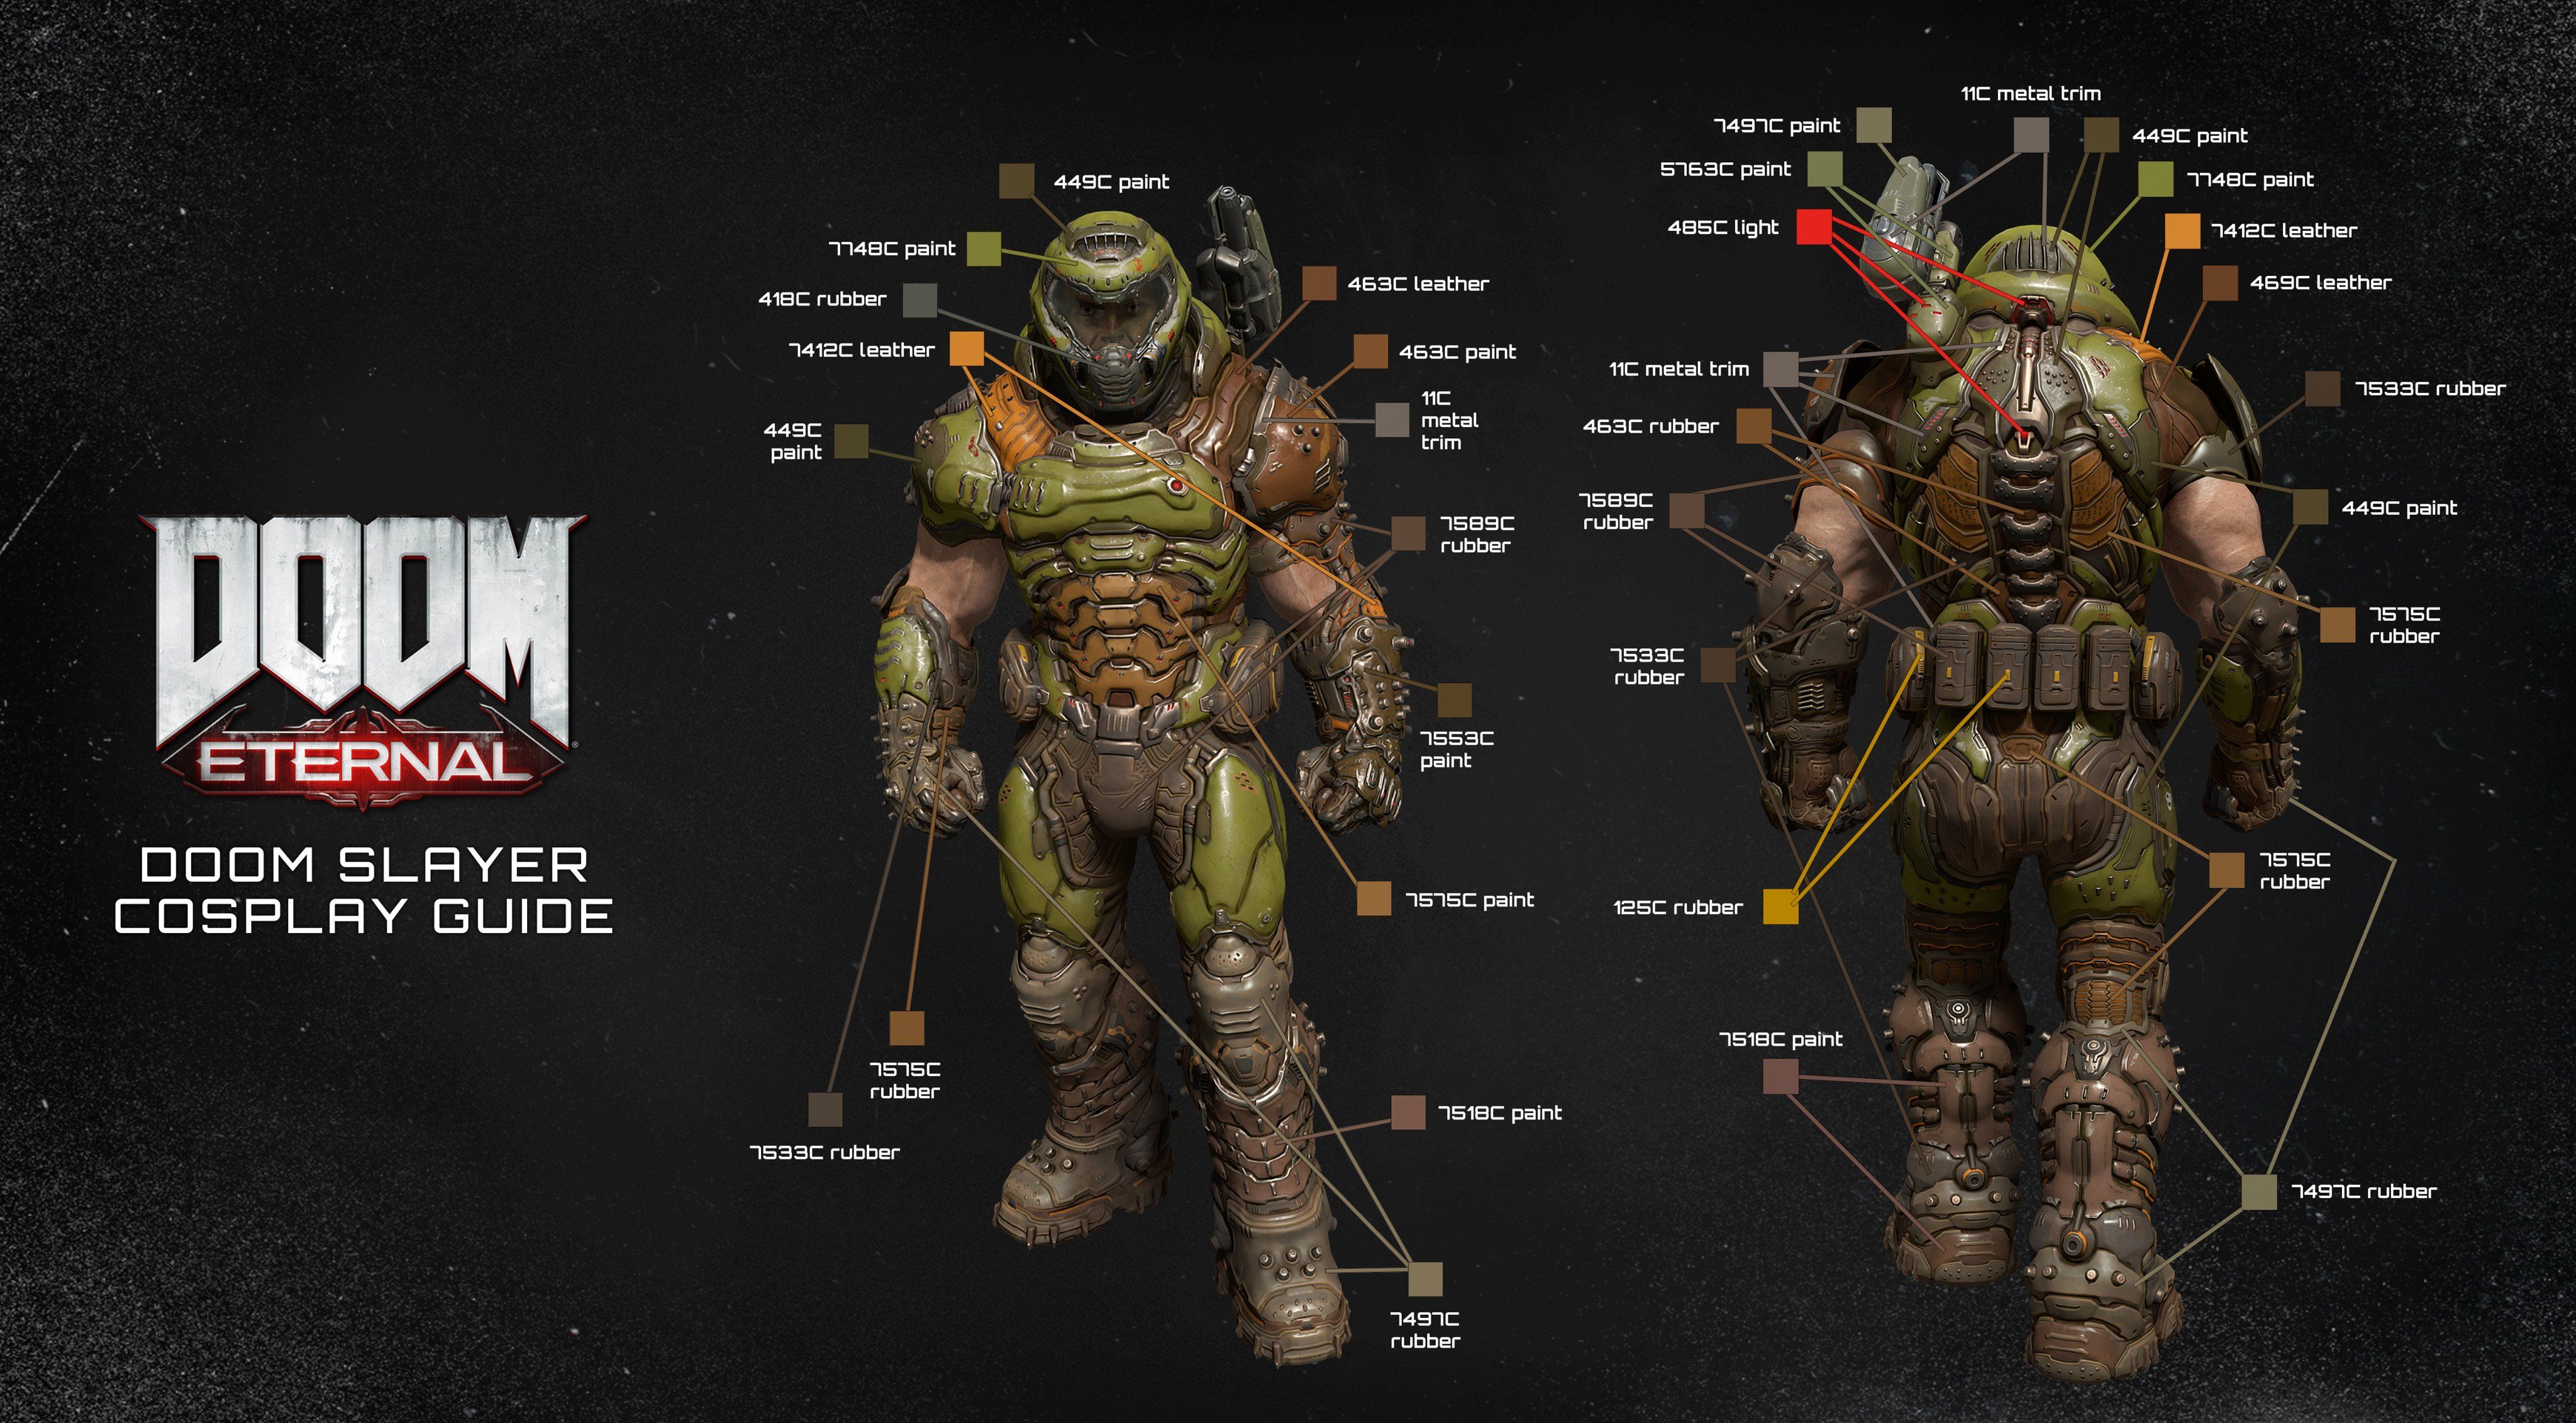 DOOM
ETERNAL
®
DOOM SLAYER
COSPLAY GUIDE
449C paint
7748C paint
418C rubber
7412C leather
449C
paint
463C leather
463C paint
11C
metal
trim
7589C
rubber
7553C
paint
7575C paint
7575C
rubber
7533C rubber
7518C paint
7497C
rubber
11C metal trim
7497C paint
449C paint
5763C paint
7748C paint
485C light
7412C leather
469C leather
11C metal trim
7533C rubber
463C rubber
7589C
rubber
449C paint
7575C
rubber
7533C
rubber
7575C
rubber
125C rubber
7518C paint
7497C rubber